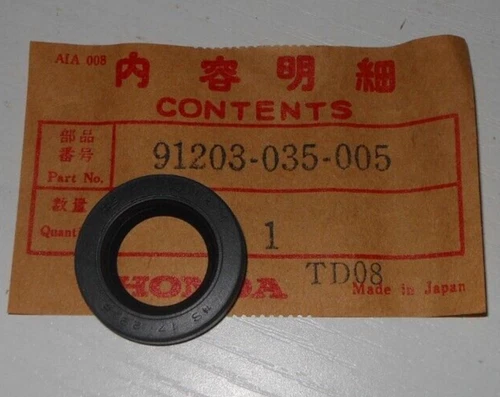 AIA 008
内容明細
CONTENTS
部品
番号
Part No.
91203-035-005
数量
1
TD08
HONDA
Made in Japan